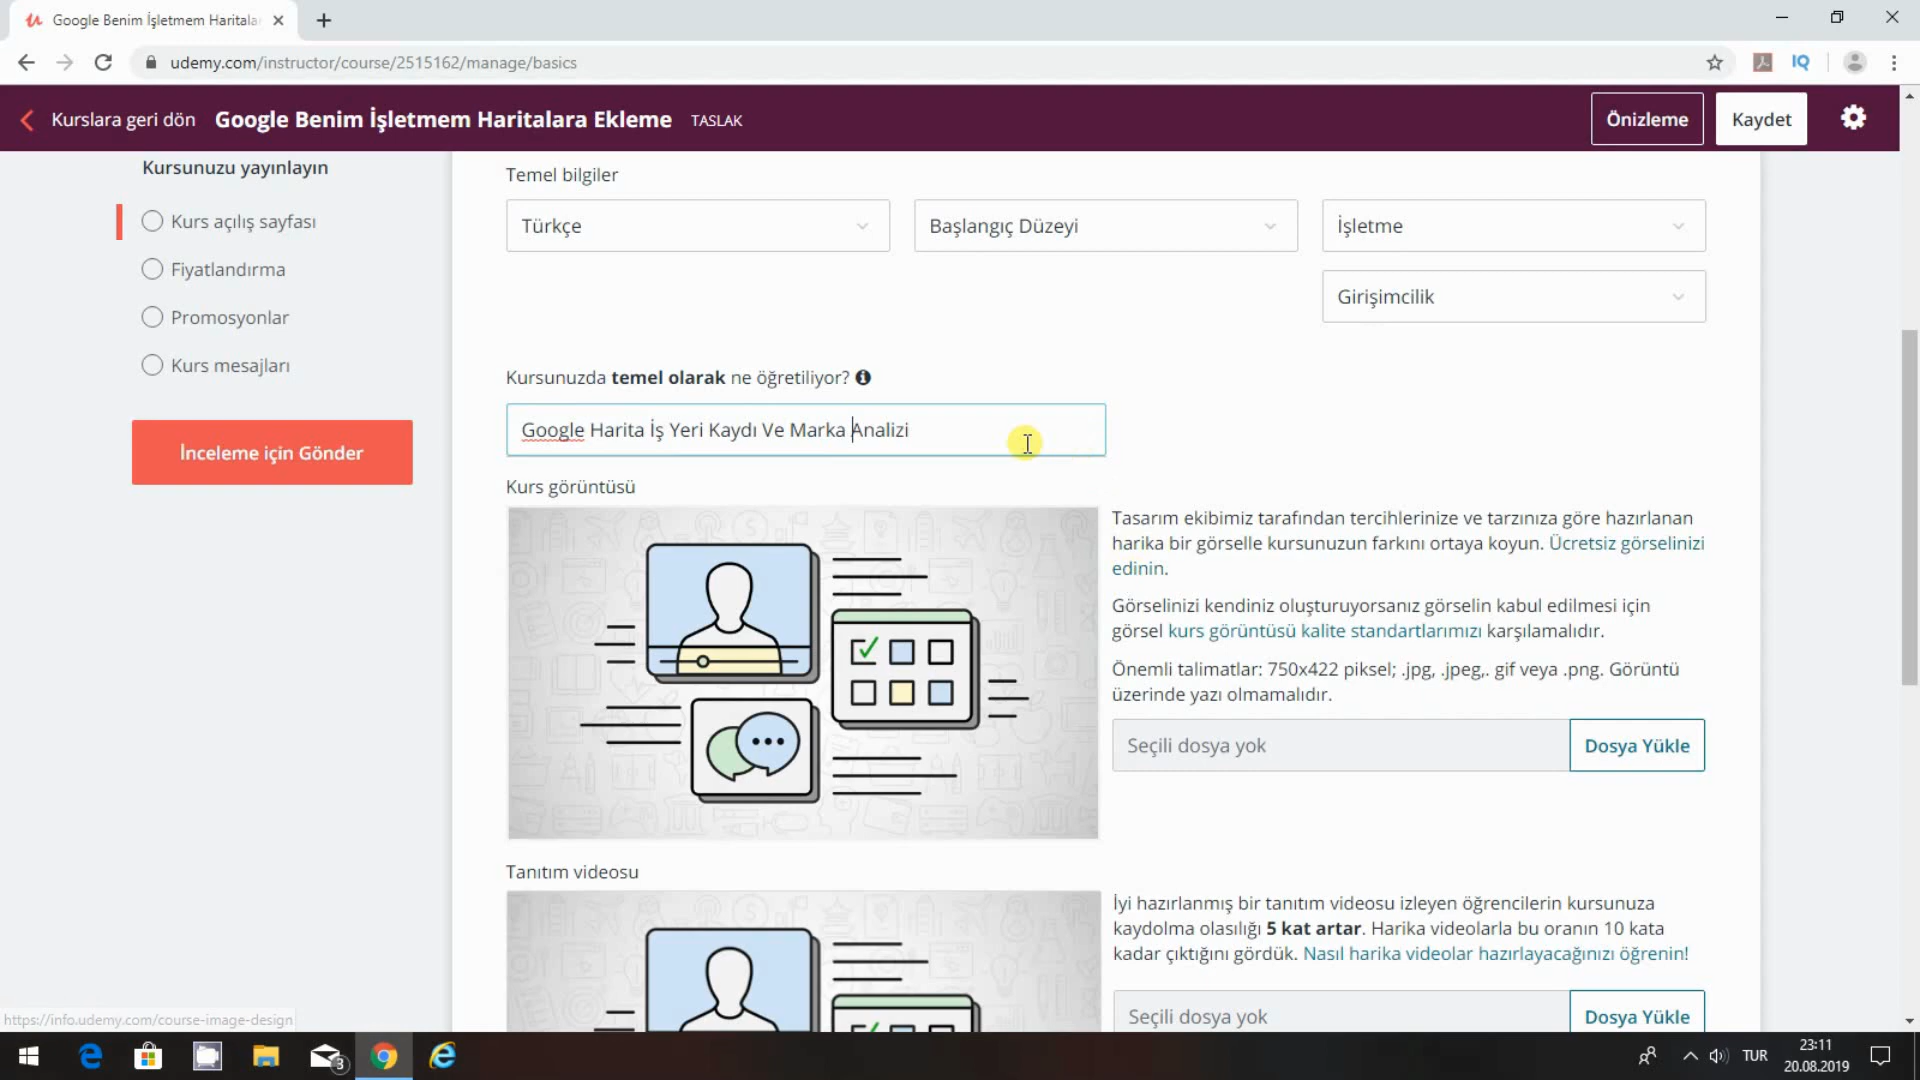 Google Benim İşletmem Haritala
udemy.com/instructor/course/2515162/manage/basics
IQ
Kurslara geri dön Google Benim İşletmem Haritalara Ekleme TASLAK Önizleme Kaydet
Kursunuzu yayınlayın
Kurs açılış sayfası
Fiyatlandırma
Promosyonlar
Kurs mesajları
İnceleme için Gönder
Temel bilgiler
Türkçe Başlangıç Düzeyi İşletme
Girişimcilik
Kursunuzda temel olarak ne öğretiliyor?
Google Harita İş Yeri Kaydı Ve Marka Analizi
Kurs görüntüsü
Tasarım ekibimiz tarafından tercihlerinize ve tarzınıza göre hazırlanan
harika bir görselle kursunuzun farkını ortaya koyun. Ücretsiz görselinizi
edinin.
Görselinizi kendiniz oluşturuyorsanız görselin kabul edilmesi için
görsel kurs görüntüsü kalite standartlarımızı karşılamalıdır.
Önemli talimatlar: 750x422 piksel; .jpg, .jpeg,. gif veya .png. Görüntü
üzerinde yazı olmamalıdır.
Seçili dosya yok Dosya Yükle
Tanıtım videosu
İyi hazırlanmış bir tanıtım videosu izleyen öğrencilerin kursunuza
kaydolma olasılığı 5 kat artar. Harika videolarla bu oranın 10 kata
kadar çıktığını gördük. Nasıl harika videolar hazırlayacağınızı öğrenin!
Seçili dosya yok Dosya Yükle
https://info.udemy.com/course-image-design
3
TUR
23:11
20.08.2019